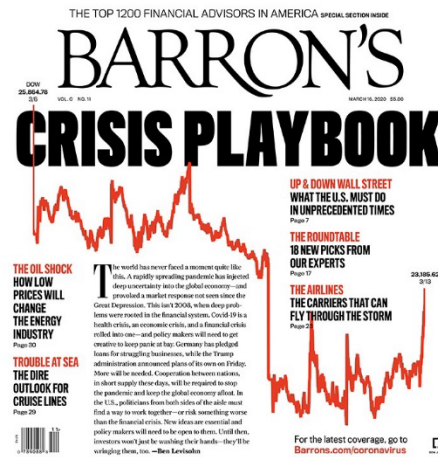 THE TOP 1200 FINANCIAL ADVISORS IN AMERICA SPECIAL SECTION INSIDE
BARRON'S
DOW
25,864.78
3/6
VOL. C NO. 11
MARCH 16, 2020 $5.00
CRISIS PLAYBOOK
UP & DOWN WALL STREET
WHAT THE U.S. MUST DO
IN UNPRECEDENTED TIMES
Page 7
THE ROUNDTABLE
18 NEW PICKS FROM
OUR EXPERTS
Page 17
THE AIRLINES
THE CARRIERS THAT CAN
FLY THROUGH THE STORM
Page
23,185.62
3/13
THE OIL SHOCK
HOW LOW
PRICES WILL
CHANGE
THE ENERGY
INDUSTRY
Page 30
TROUBLE AT SEA
THE DIRE
OUTLOOK FOR
CRUISE LINES
Page 29
The world has never faced a moment quite like
this. A rapidly spreading pandemic has injected
deep uncertainty into the global economy—and
provoked a market response not seen since the
Great Depression. This isn't 2008, when deep prob-
lems were rooted in the financial system. Covid-19 is a
health crisis, an economic crisis, and a financial crisis
rolled into one—and policy makers will need to get
creative to keep panic at bay. Germany has pledged
loans for struggling businesses, while the Trump
administration announced plans of its own on Friday.
More will be needed. Cooperation between nations,
in short supply these days, will be required to stop
the pandemic and keep the global economy afloat. In
the U.S., politicians from both sides of the aisle must
find a way to work together—or risk something worse
than the financial crisis. New ideas are essential and
policy makers will need to be open to them. Until then,
investors won't just be washing their hands—they'll be
wringing them, too. —Ben Levisohn
For the latest coverage, go to
Barrons.com/coronavirus